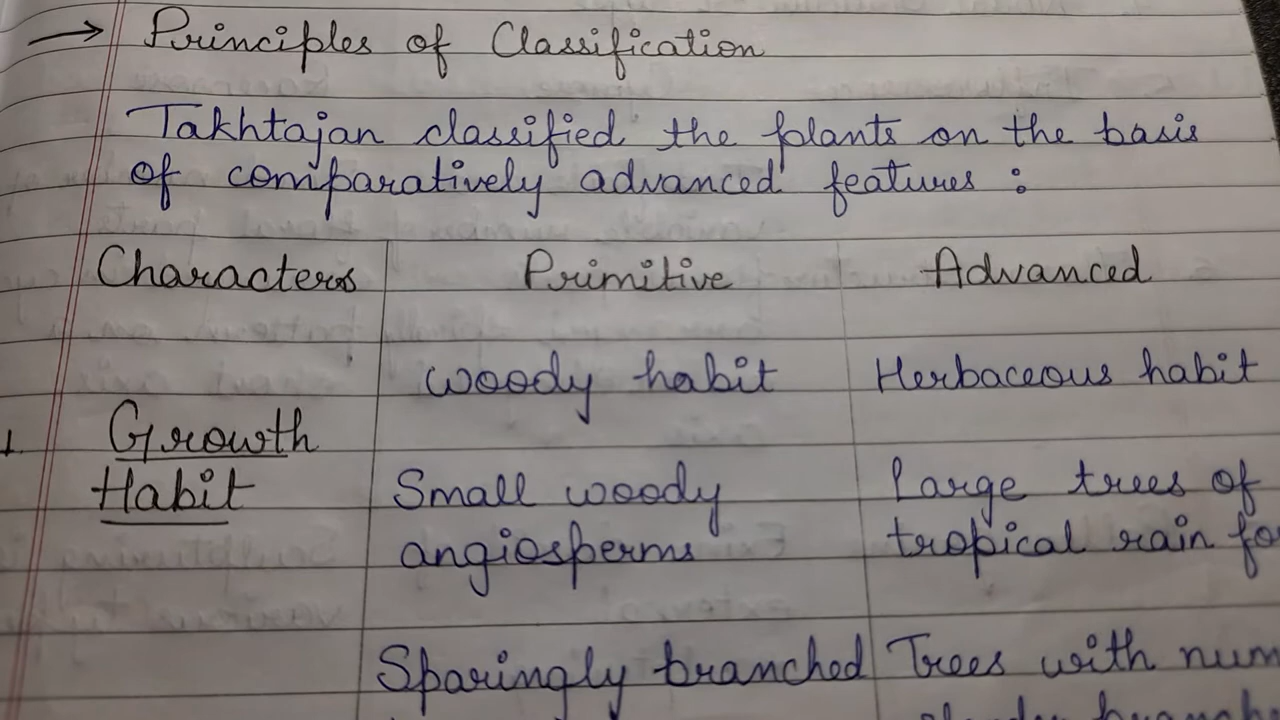 → Principles of Classification
Takhtajan classified the plants on the basis
of comparatively advanced features :
Characters Primitive Advanced
woody habit Herbaceous habit
1. Growth
Habit Small woody Large trees of
angiosperms tropical rain
Sparingly branched Trees with